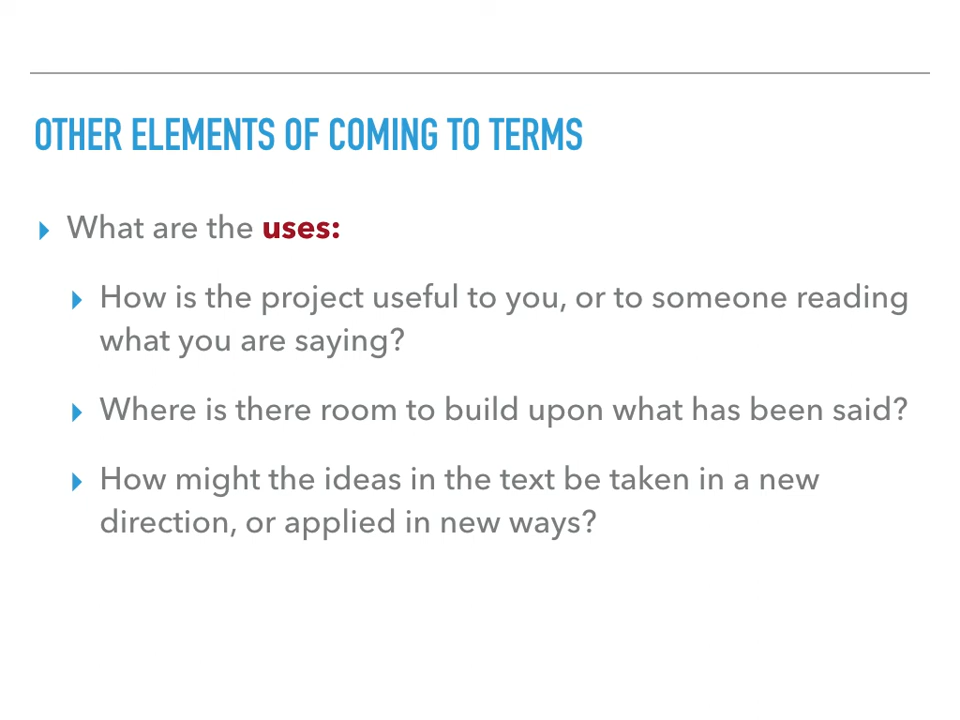 OTHER ELEMENTS OF COMING TO TERMS
What are the uses:
How is the project useful to you, or to someone reading
what you are saying?
Where is there room to build upon what has been said?
How might the ideas in the text be taken in a new
direction, or applied in new ways?